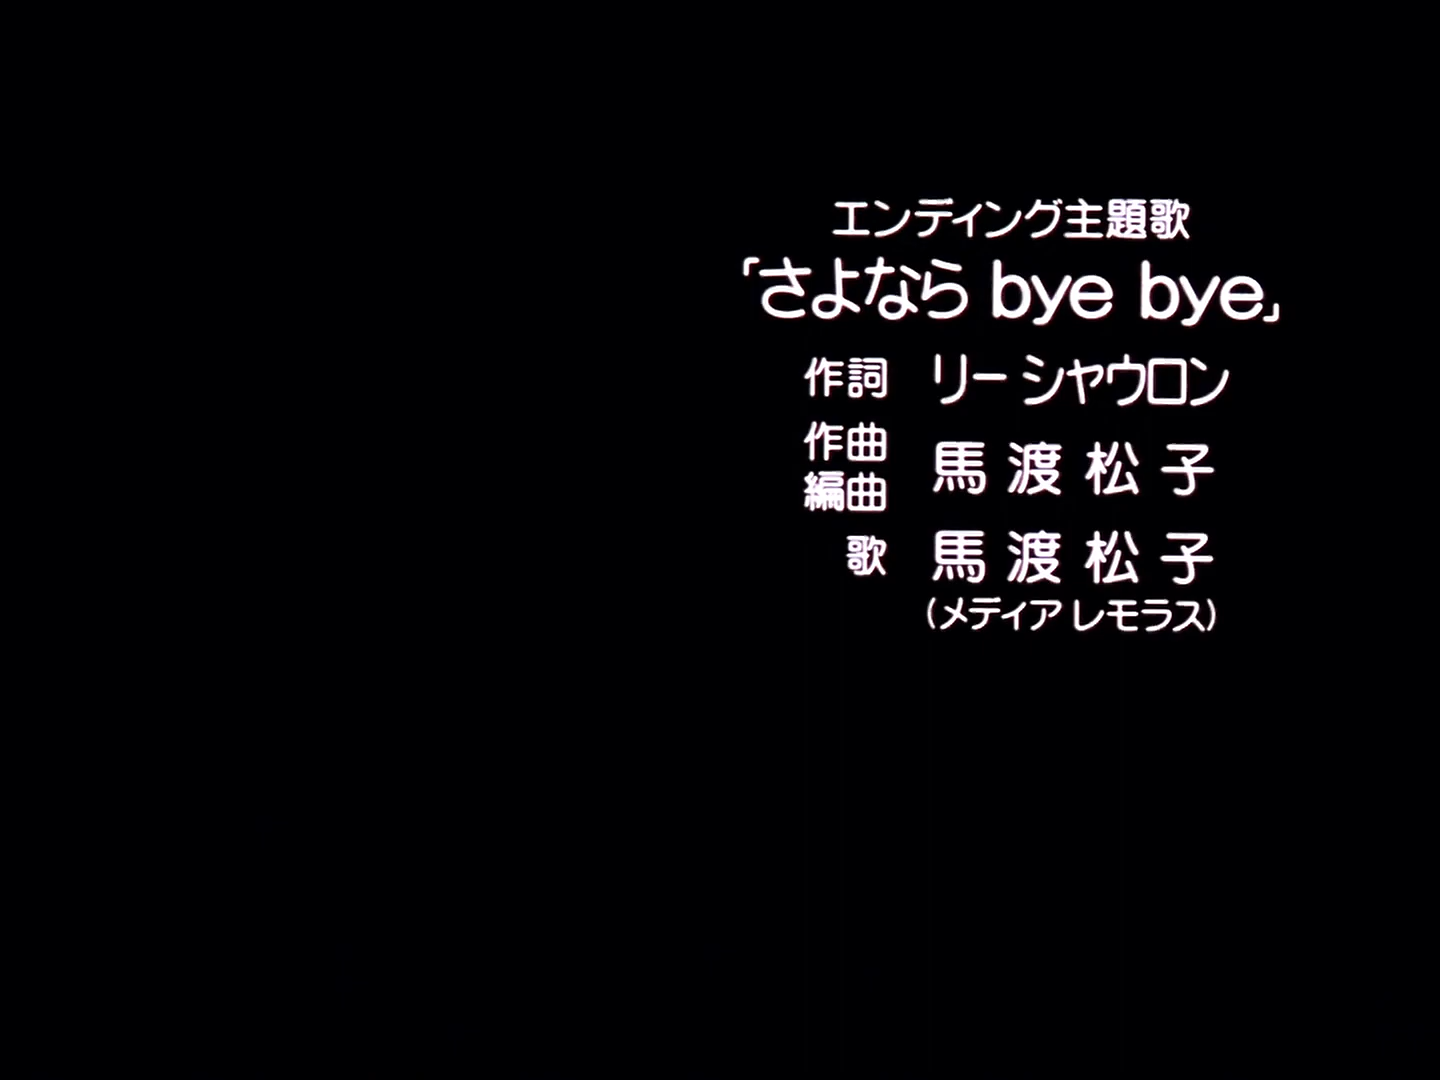 エンディング主題歌
「さよなら bye bye」
作詞 リー シャウロン
作曲
編曲 馬渡松子
歌 馬渡松子
(メディア レモラス)